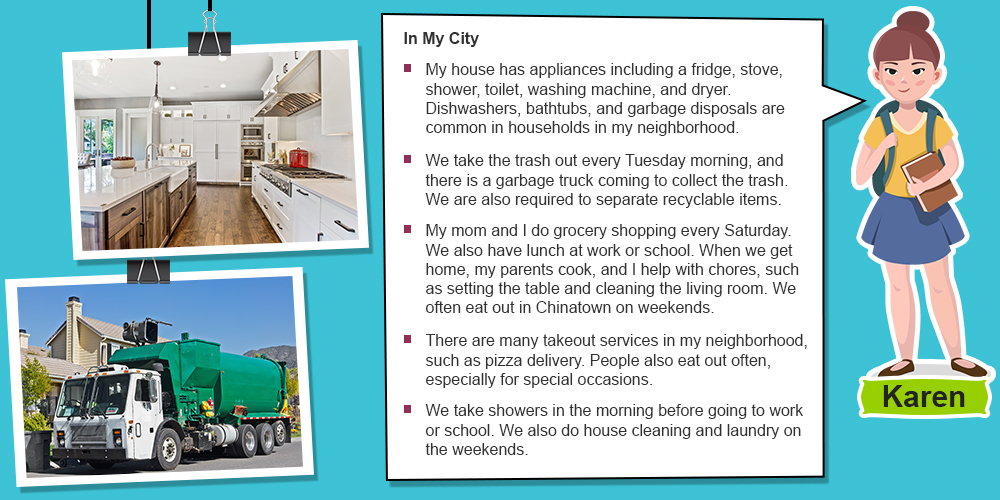 In My City
My house has appliances including a fridge, stove,
shower, toilet, washing machine, and dryer.
Dishwashers, bathtubs, and garbage disposals are
common in households in my neighborhood.
We take the trash out every Tuesday morning, and
there is a garbage truck coming to collect the trash.
We are also required to separate recyclable items.
My mom and I do grocery shopping every Saturday.
We also have lunch at work or school. When we get
home, my parents cook, and I help with chores, such
as setting the table and cleaning the living room. We
often eat out in Chinatown on weekends.
There are many takeout services in my neighborhood,
such as pizza delivery. People also eat out often,
especially for special occasions.
We take showers in the morning before going to work
or school. We also do house cleaning and laundry on
the weekends.
Karen